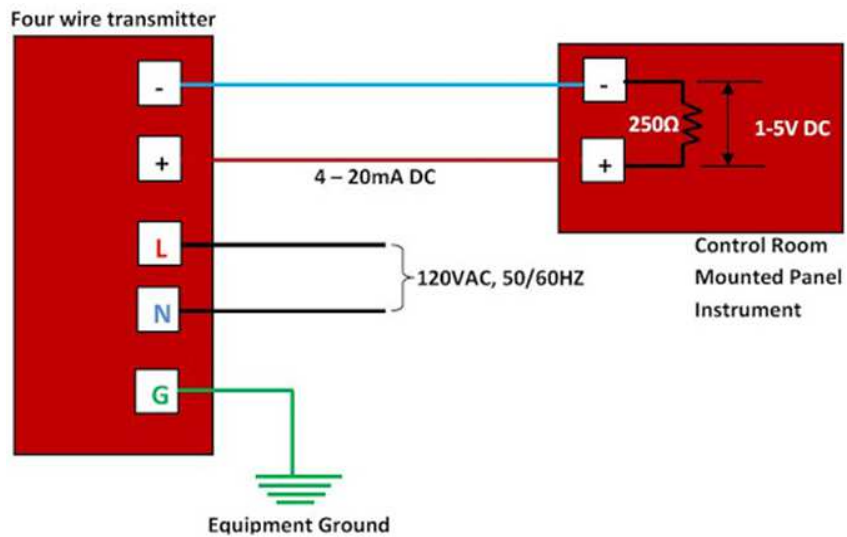 Four wire transmitter
-
+
L
N
G
4 – 20mA DC
120VAC, 50/60HZ
Equipment Ground
-
+
250Ω
1-5V DC
Control Room
Mounted Panel
Instrument